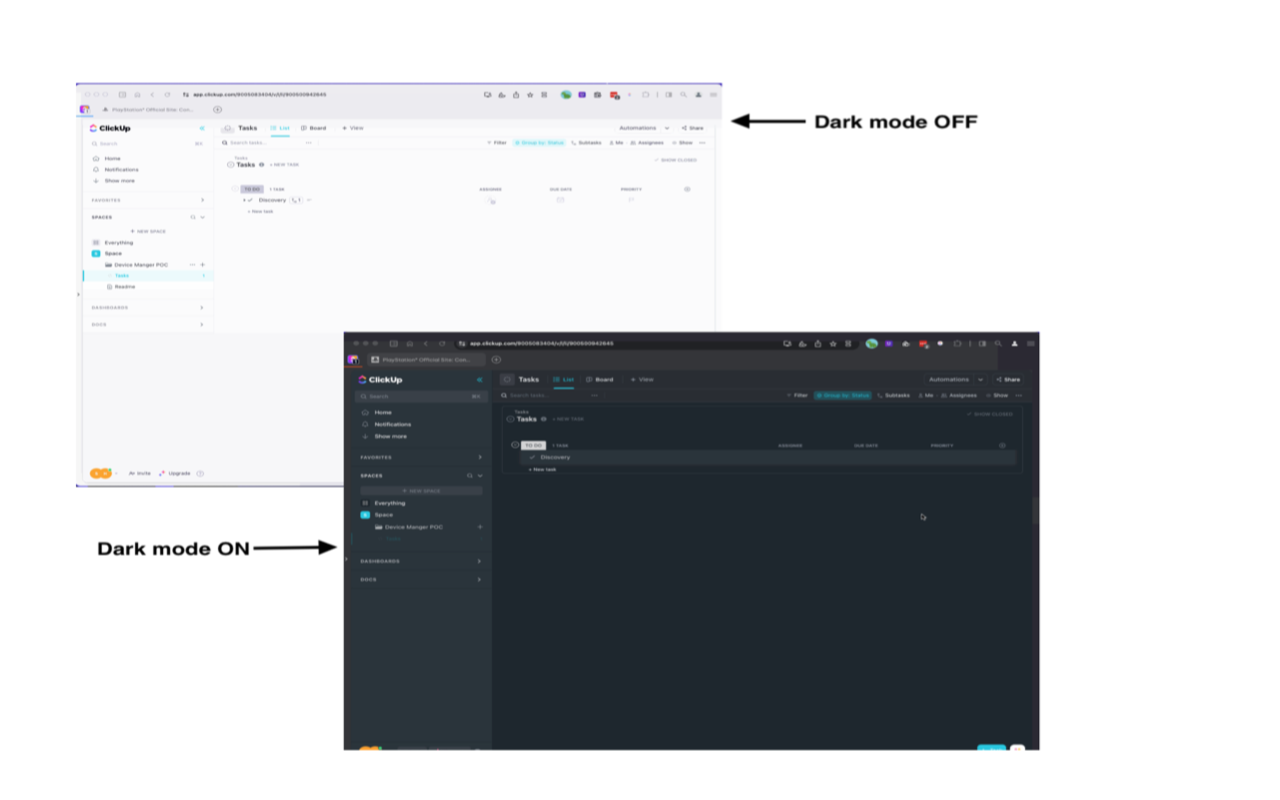 app.clickup.com/9005083404/v/l/li/900500942645
PlayStation® Official Site: Con...
Dark mode OFF
ClickUp
Search
⌘K
Home
Notifications
Show more
FAVORITES
SPACES
+ NEW SPACE
Everything
Space
Device Manger POC
Tasks
1
Readme
DASHBOARDS
DOCS
Invite
Upgrade
Tasks
List
Board
+ View
Automations
Share
Search tasks...
Filter
Group by: Status
Subtasks
Me
Assignees
Show
Tasks
Tasks
+ NEW TASK
SHOW CLOSED
TO DO
1 TASK
ASSIGNEE
DUE DATE
PRIORITY
Discovery
1
+ New task
Dark mode ON
app.clickup.com/9005083404/v/l/li/900500942645
PlayStation® Official Site: Con...
ClickUp
Search
⌘K
Home
Notifications
Show more
FAVORITES
SPACES
+ NEW SPACE
Everything
Space
Device Manger POC
Tasks
DASHBOARDS
DOCS
Tasks
List
Board
+ View
Automations
Share
Search tasks...
Filter
Group by: Status
Subtasks
Me
Assignees
Show
Tasks
Tasks
+ NEW TASK
SHOW CLOSED
TO DO
1 TASK
ASSIGNEE
DUE DATE
PRIORITY
Discovery
+ New task